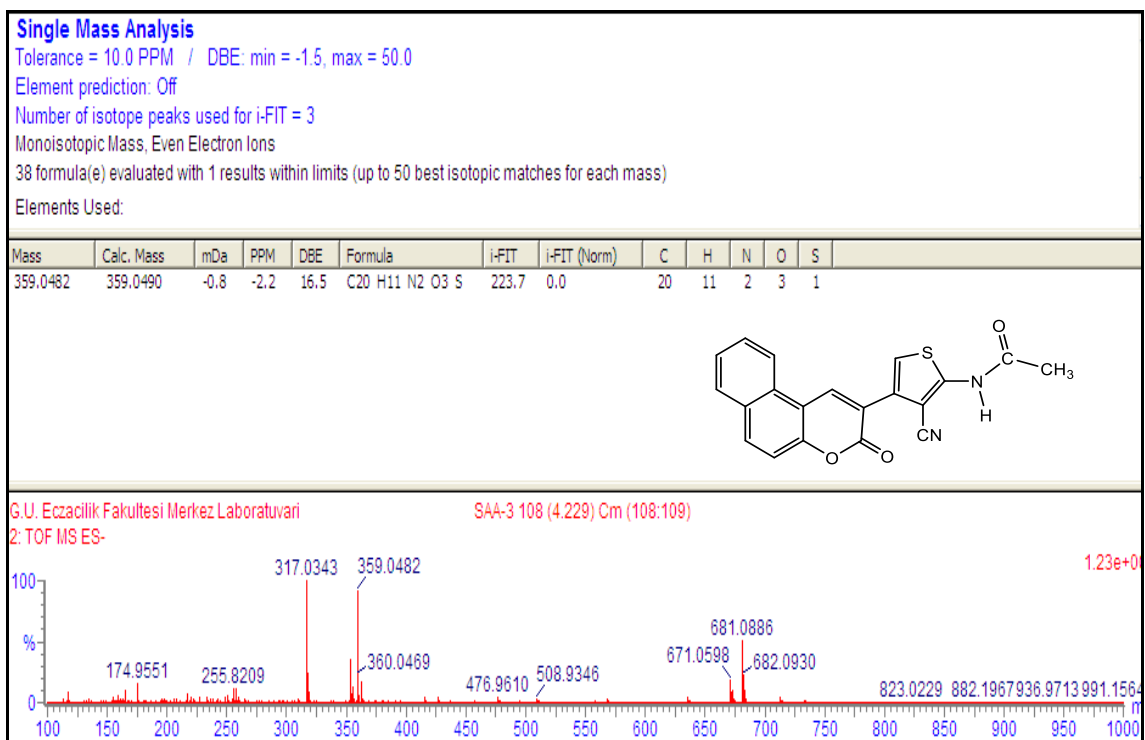 Single Mass Analysis
Tolerance = 10.0 PPM / DBE: min = -1.5, max = 50.0
Element prediction: Off
Number of isotope peaks used for i-FIT = 3
Monoisotopic Mass, Even Electron Ions
38 formula(e) evaluated with 1 results within limits (up to 50 best isotopic matches for each mass)
Elements Used:
Mass Calc. Mass mDa PPM DBE Formula i-FIT i-FIT (Norm) C H N O S
359.0482 359.0490 -0.8 -2.2 16.5 C20 H11 N2 O3 S 223.7 0.0 20 11 2 3 1
O
S
C
N
CH3
H
CN
O
O
G.U. Eczacilik Fakultesi Merkez Laboratuvari SAA-3 108 (4.229) Cm (108:109)
2: TOF MS ES-
1.23e+00
317.0343 359.0482
100
681.0886
%
174.9551 255.8209 360.0469 476.9610 508.9346 671.0598 682.0930 823.0229 882.1967 936.9713 991.1564
0
m
100 150 200 250 300 350 400 450 500 550 600 650 700 750 800 850 900 950 1000